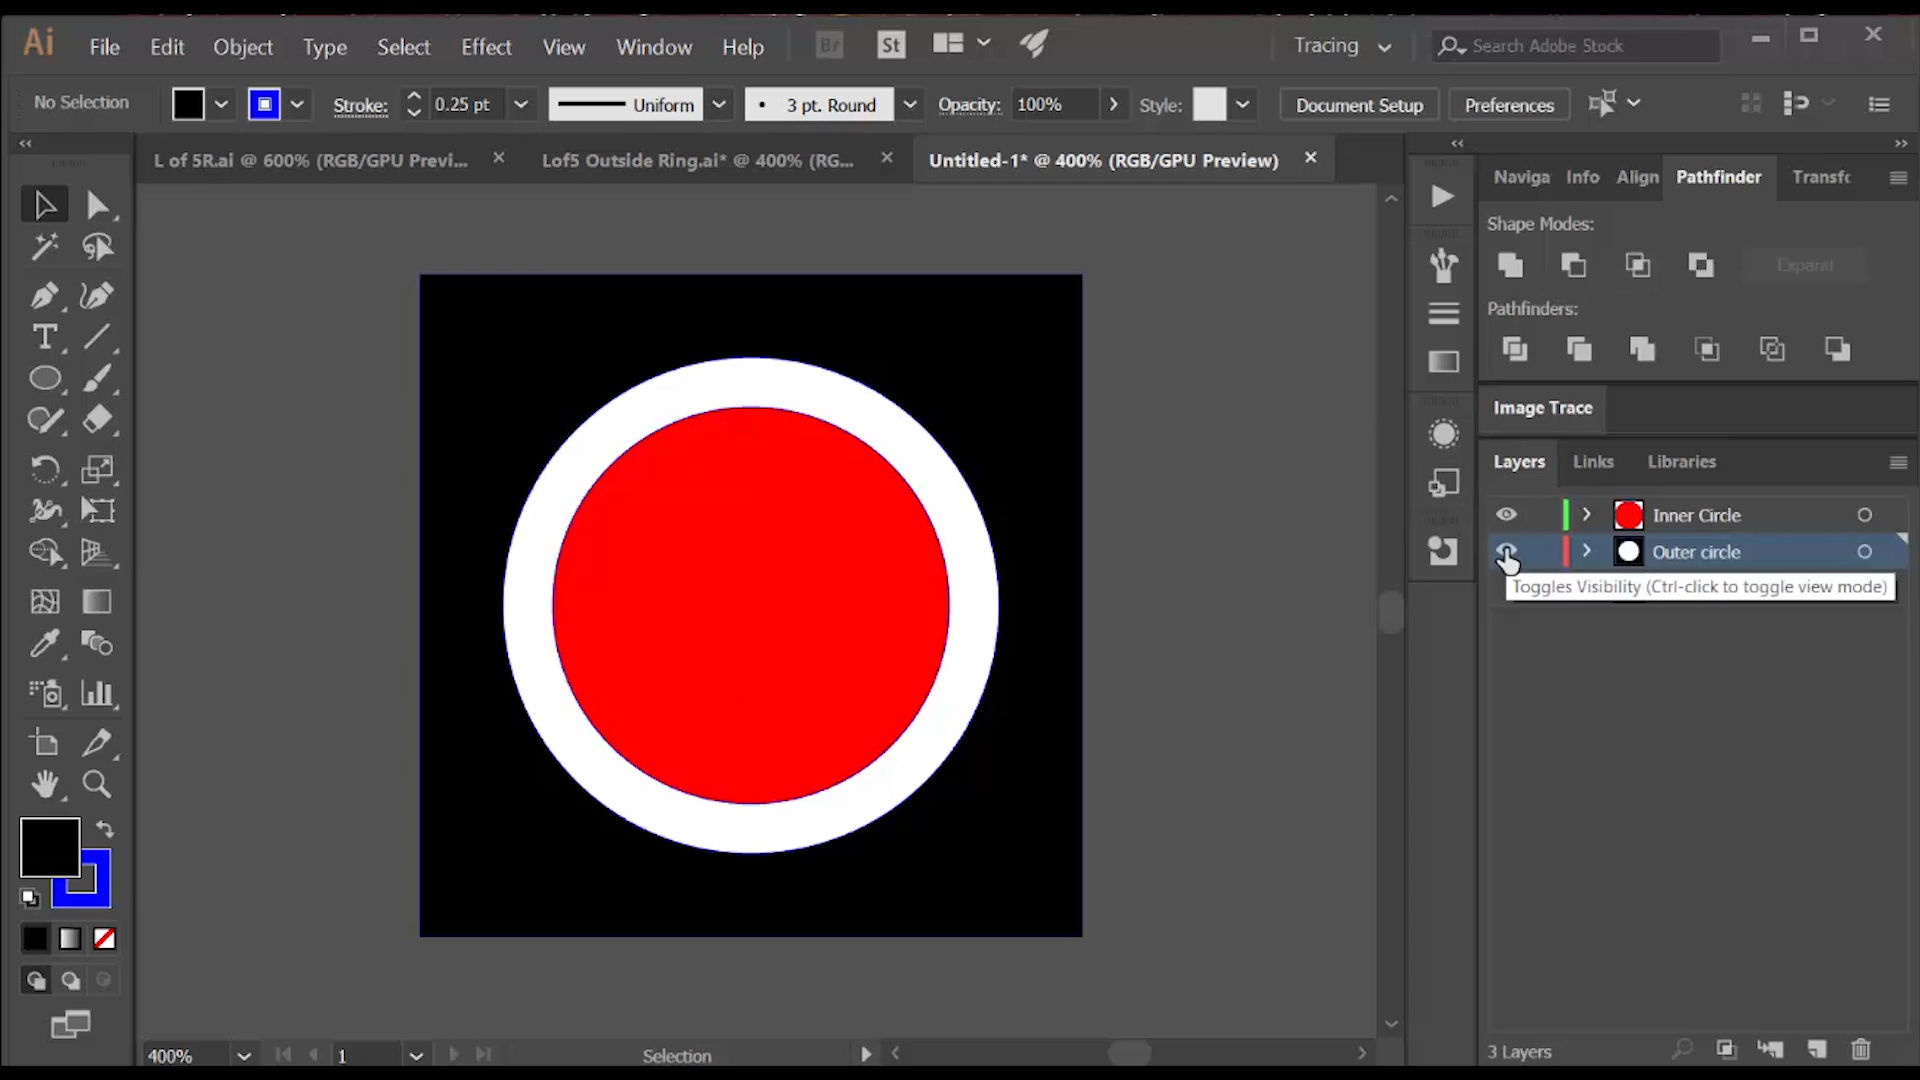 Ai File Edit Object Type Select Effect View Window Help Br St Tracing Search Adobe Stock
No Selection Stroke: 0.25 pt Uniform 3 pt. Round Opacity: 100% Style: Document Setup Preferences
L of 5R.ai @ 600% (RGB/GPU Previ... Lof5 Outside Ring.ai* @ 400% (RG... Untitled-1* @ 400% (RGB/GPU Preview)
Naviga Info Align Pathfinder Transfc
Shape Modes:
Expand
Pathfinders:
Image Trace
Layers Links Libraries
Inner Circle
Outer circle
Toggles Visibility (Ctrl-click to toggle view mode)
400% 1 Selection 3 Layers